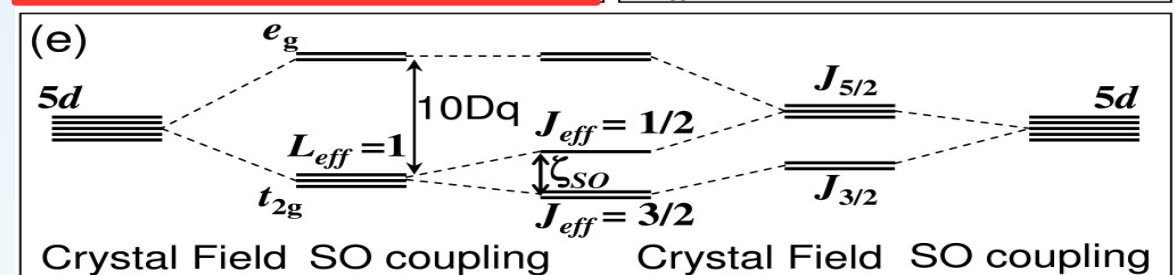 (e)
e_g
5d
10Dq
L_eff =1
t_2g
J_eff = 1/2
ζ_SO
J_eff = 3/2
J_5/2
J_3/2
5d
Crystal Field SO coupling Crystal Field SO coupling